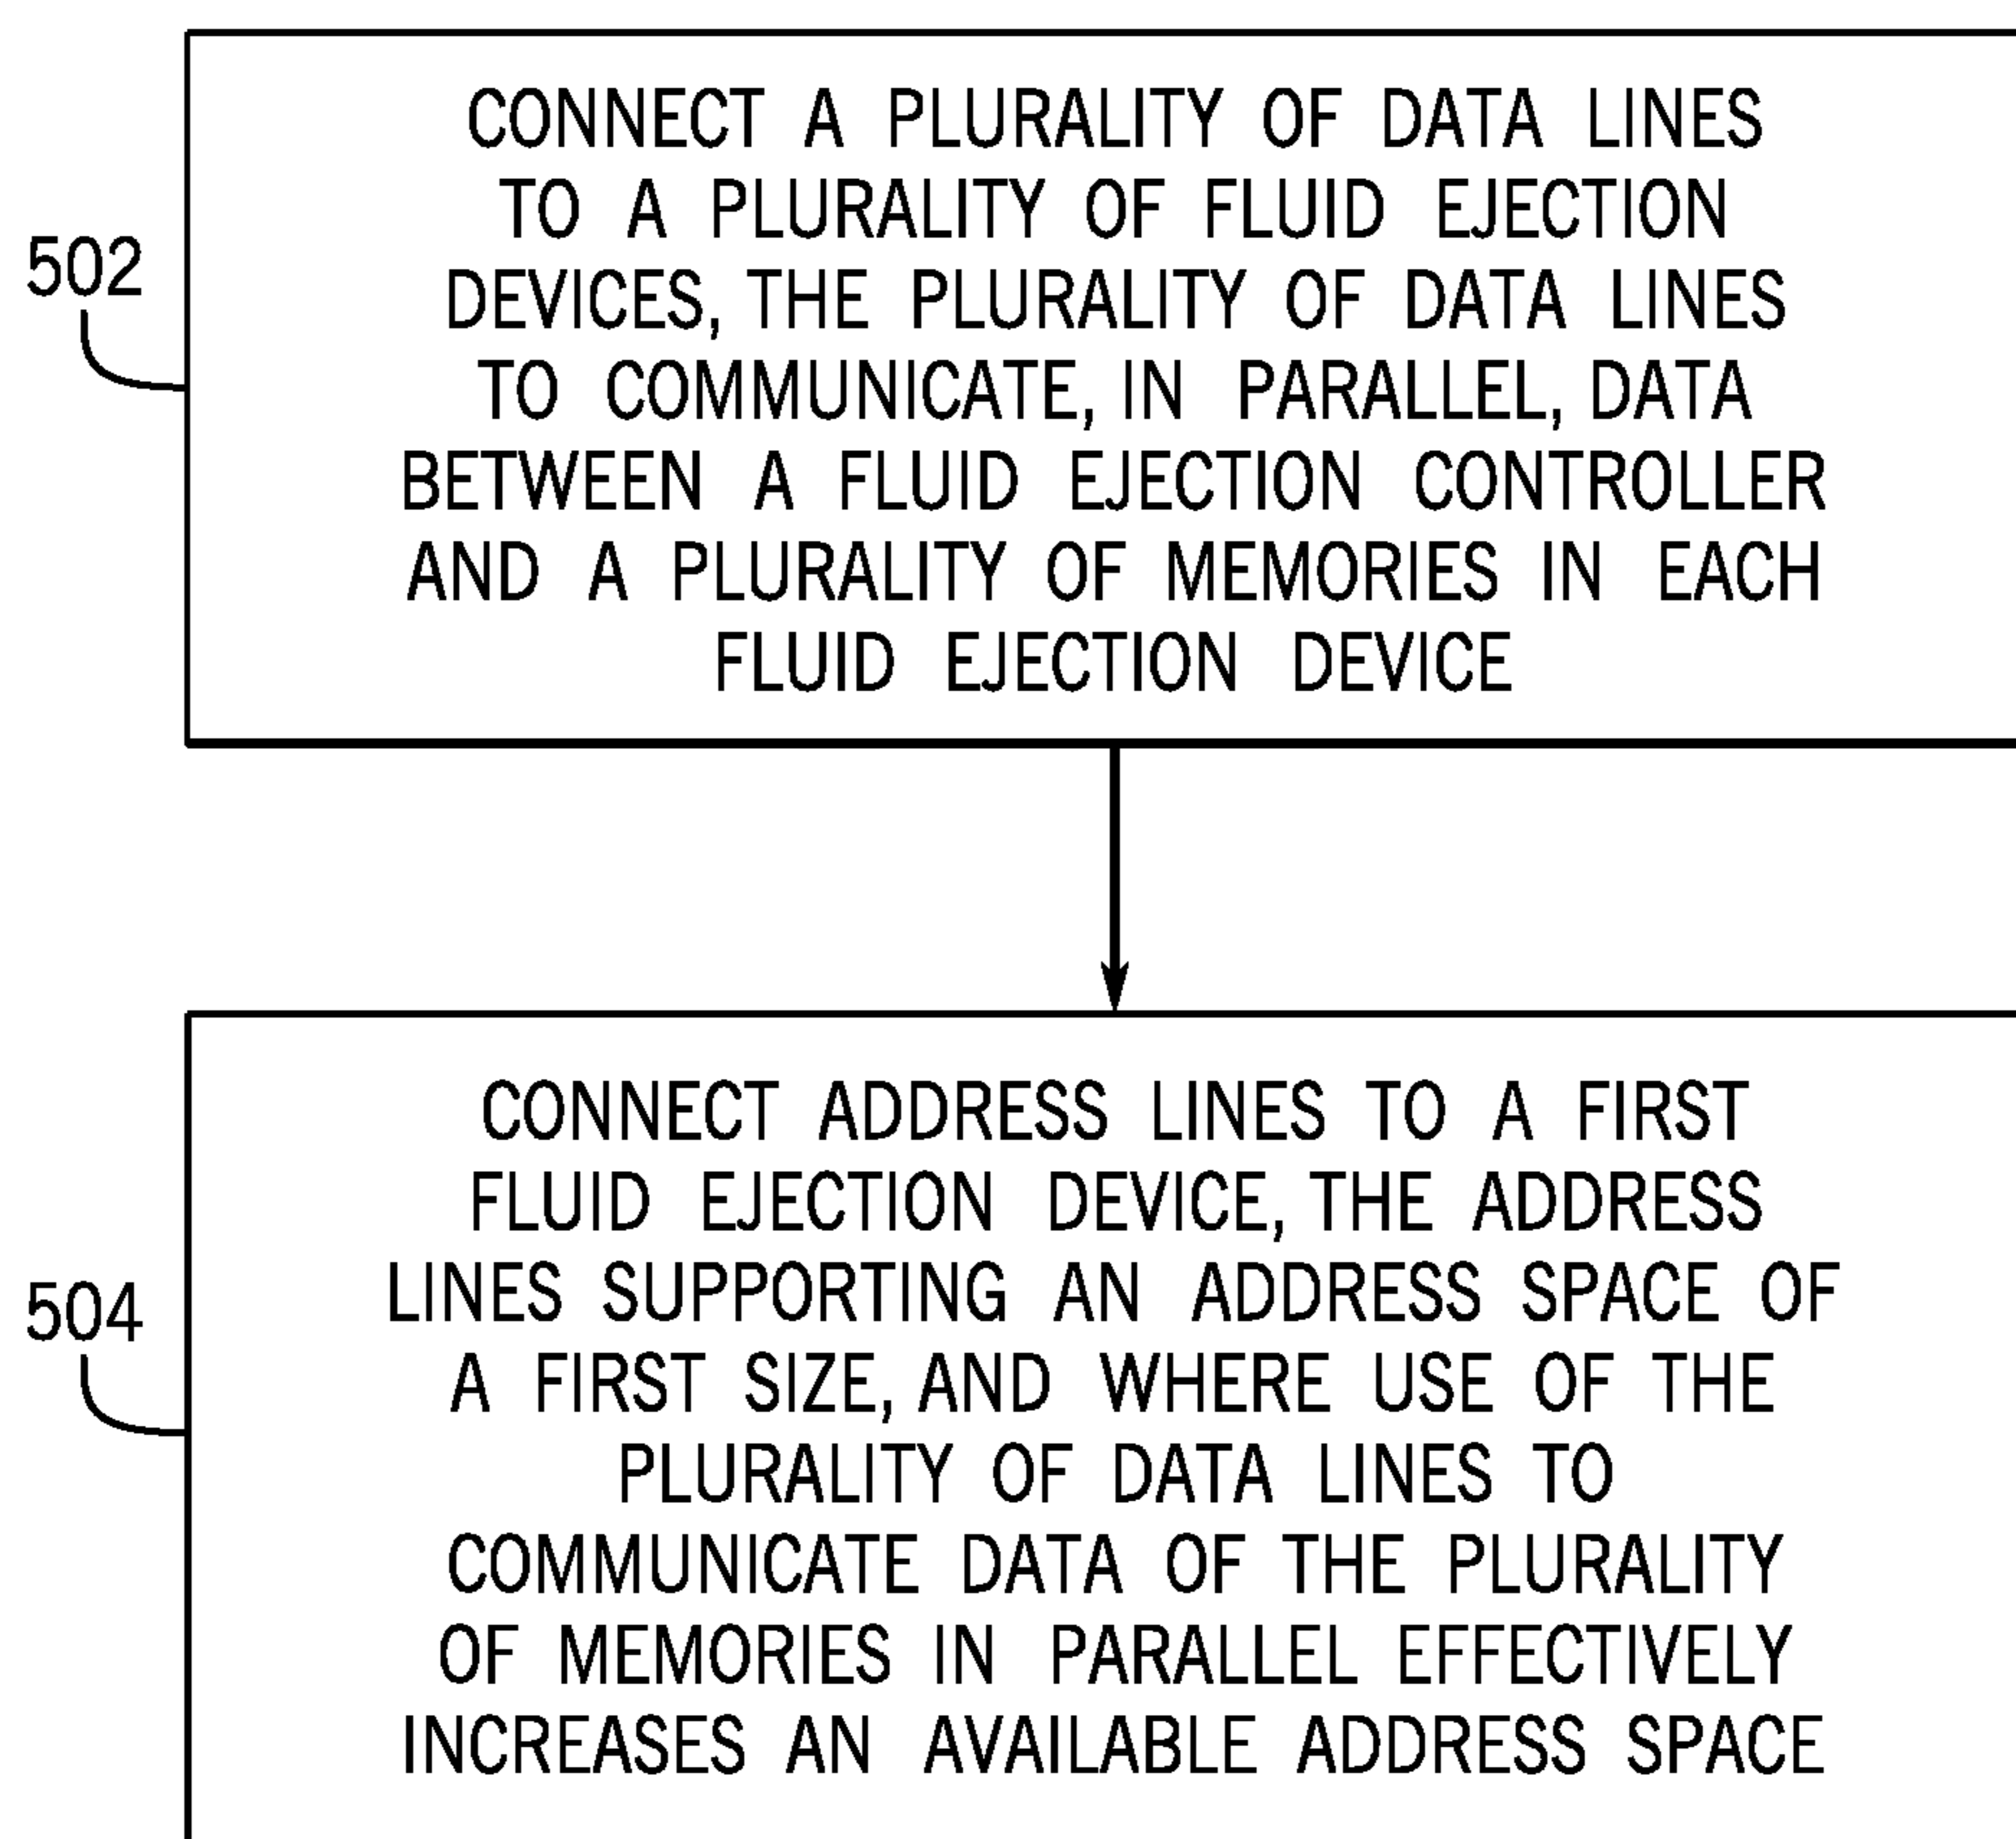 CONNECT A PLURALITY OF DATA LINES
TO A PLURALITY OF FLUID EJECTION
DEVICES, THE PLURALITY OF DATA LINES
TO COMMUNICATE, IN PARALLEL, DATA
BETWEEN A FLUID EJECTION CONTROLLER
AND A PLURALITY OF MEMORIES IN EACH
FLUID EJECTION DEVICE
502
CONNECT ADDRESS LINES TO A FIRST
FLUID EJECTION DEVICE, THE ADDRESS
LINES SUPPORTING AN ADDRESS SPACE OF
A FIRST SIZE, AND WHERE USE OF THE
PLURALITY OF DATA LINES TO
COMMUNICATE DATA OF THE PLURALITY
OF MEMORIES IN PARALLEL EFFECTIVELY
INCREASES AN AVAILABLE ADDRESS SPACE
504